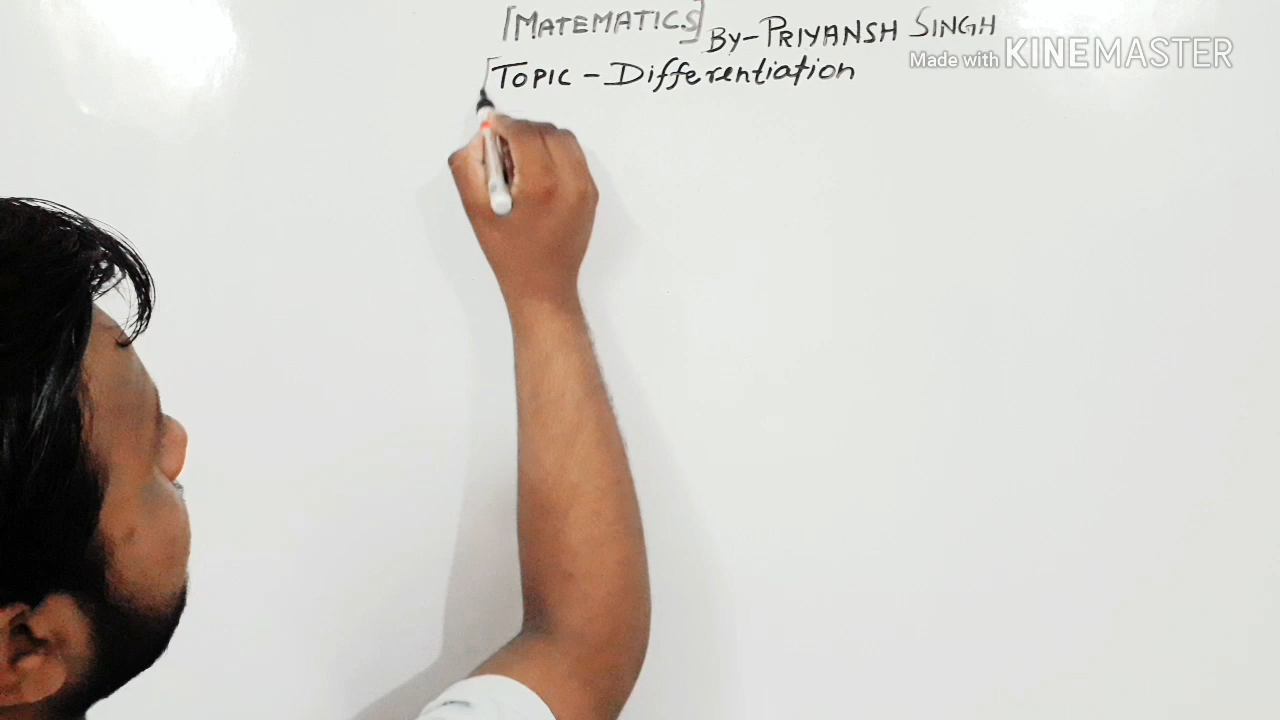 [MATEMATICS] By-PRIYANSH SINGH
Made with KINEMASTER
[TOPIC - Differentiation